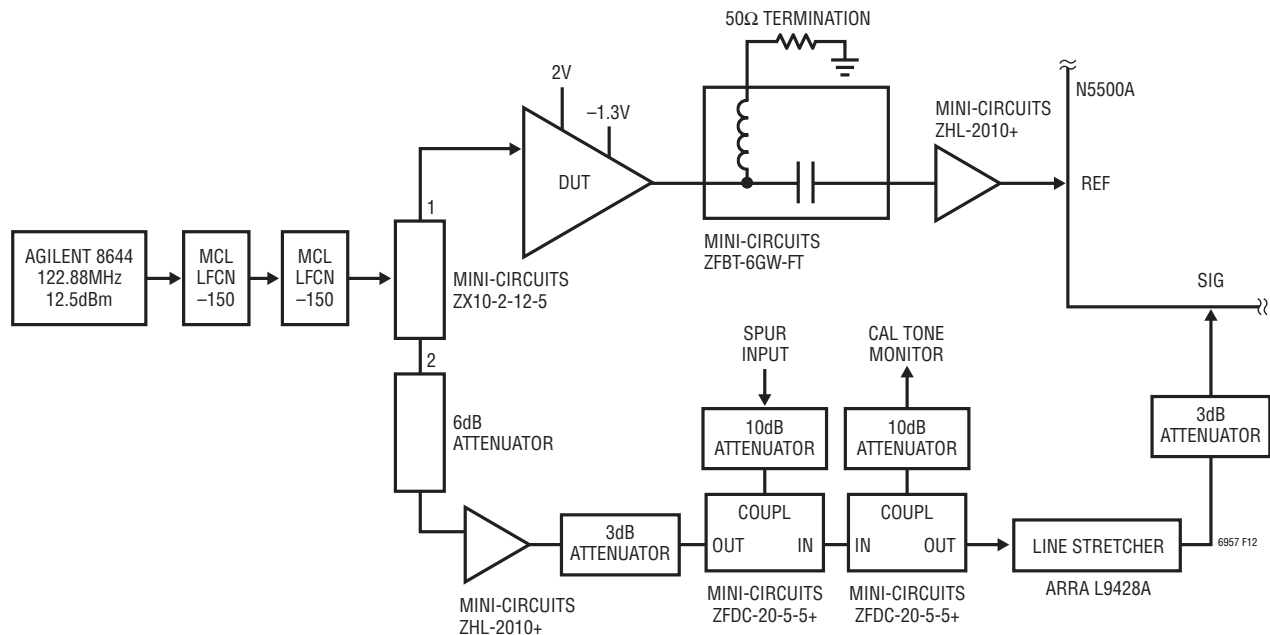 50Ω TERMINATION
2V
–1.3V
DUT
MINI-CIRCUITS
ZFBT-6GW-FT
MINI-CIRCUITS
ZHL-2010+
N5500A
REF
SIG
AGILENT 8644
122.88MHz
12.5dBm
MCL
LFCN
–150
MCL
LFCN
–150
1
MINI-CIRCUITS
ZX10-2-12-5
2
6dB
ATTENUATOR
MINI-CIRCUITS
ZHL-2010+
3dB
ATTENUATOR
SPUR
INPUT
10dB
ATTENUATOR
COUPL
OUT IN
MINI-CIRCUITS
ZFDC-20-5-5+
CAL TONE
MONITOR
10dB
ATTENUATOR
COUPL
IN OUT
MINI-CIRCUITS
ZFDC-20-5-5+
LINE STRETCHER
ARRA L9428A
3dB
ATTENUATOR
6957 F12